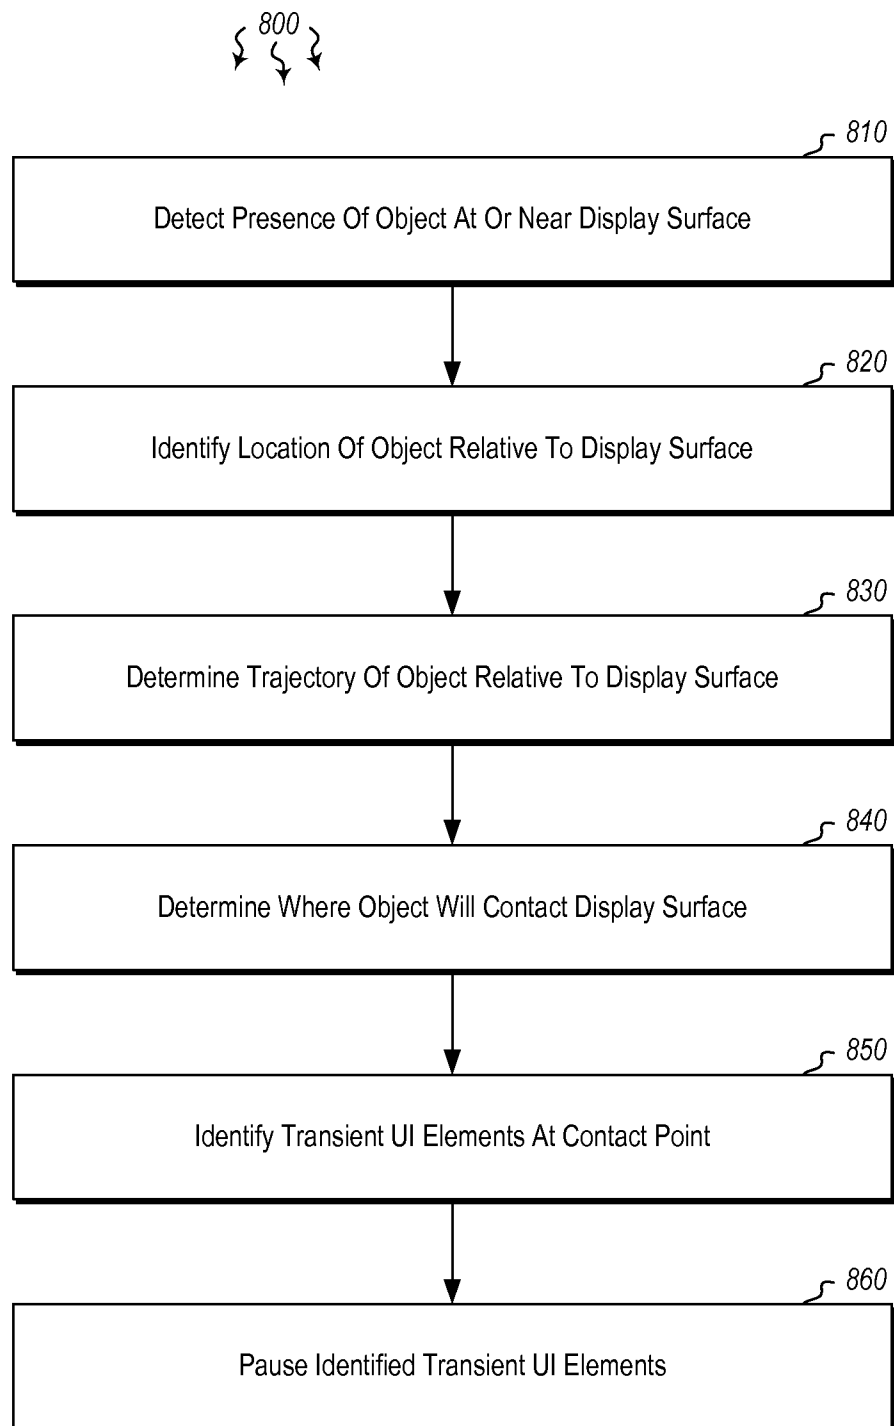 800
810
Detect Presence Of Object At Or Near Display Surface
820
Identify Location Of Object Relative To Display Surface
830
Determine Trajectory Of Object Relative To Display Surface
840
Determine Where Object Will Contact Display Surface
850
Identify Transient UI Elements At Contact Point
860
Pause Identified Transient UI Elements